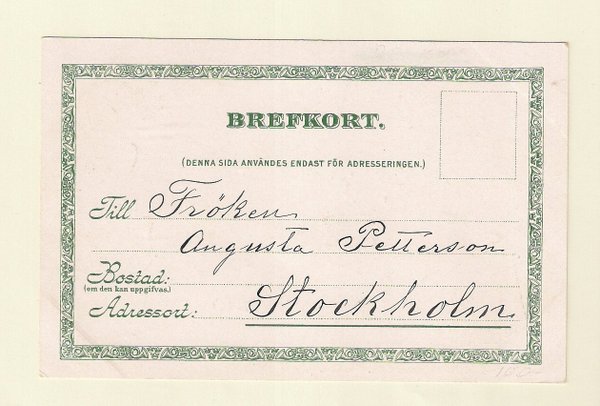 BREFKORT.
(DENNA SIDA ANVÄNDES ENDAST FÖR ADRESSERINGEN.)
Till Fröken
Augusta Petterson
Bostad:
(om den kan uppgifvas.)
Adressort: Stockholm